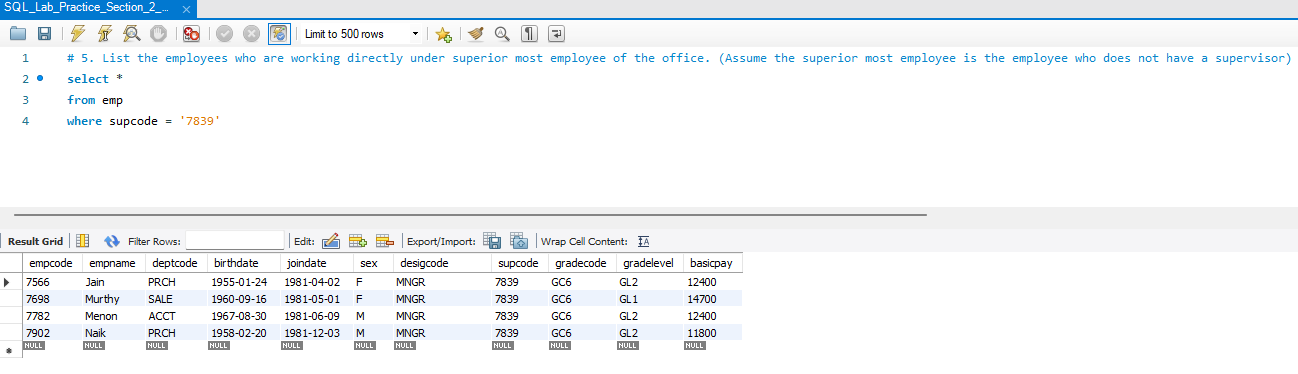 SQL_Lab_Practice_Section_2_...
Limit to 500 rows
1 # 5. List the employees who are working directly under superior most employee of the office. (Assume the superior most employee is the employee who does not have a supervisor)
2 select *
3 from emp
4 where supcode = '7839'
Result Grid Filter Rows: Edit: Export/Import: Wrap Cell Content: IA
empcode empname deptcode birthdate joindate sex desigcode supcode gradecode gradelevel basicpay
7566 Jain PRCH 1955-01-24 1981-04-02 F MNGR 7839 GC6 GL2 12400
7698 Murthy SALE 1960-09-16 1981-05-01 F MNGR 7839 GC6 GL1 14700
7782 Menon ACCT 1967-08-30 1981-06-09 M MNGR 7839 GC6 GL2 12400
7902 Naik PRCH 1958-02-20 1981-12-03 M MNGR 7839 GC6 GL2 11800
NULL NULL NULL NULL NULL NULL NULL NULL NULL NULL NULL